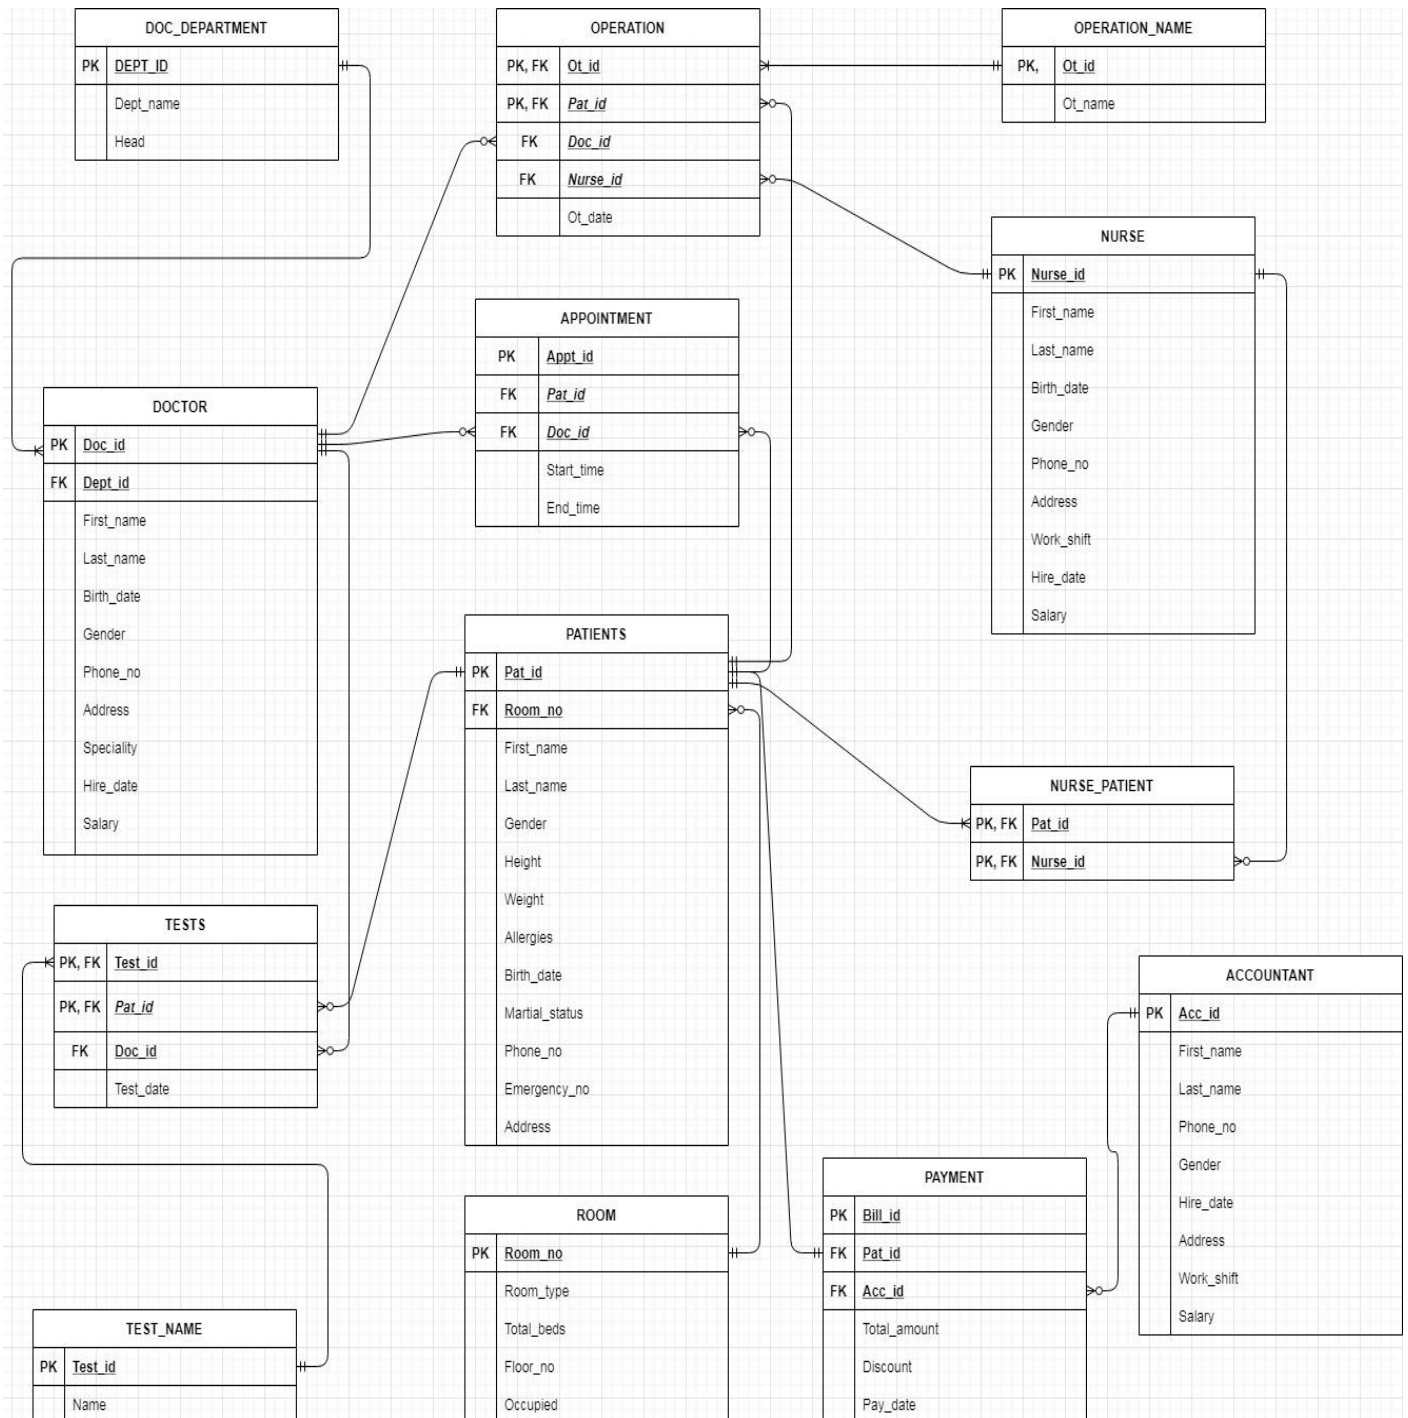 DOC_DEPARTMENT
PK DEPT_ID
Dept_name
Head
OPERATION
PK, FK Ot_id
PK, FK Pat_id
FK Doc_id
FK Nurse_id
Ot_date
OPERATION_NAME
PK, Ot_id
Ot_name
NURSE
PK Nurse_id
First_name
Last_name
Birth_date
Gender
Phone_no
Address
Work_shift
Hire_date
Salary
APPOINTMENT
PK Appt_id
FK Pat_id
FK Doc_id
Start_time
End_time
DOCTOR
PK Doc_id
FK Dept_id
First_name
Last_name
Birth_date
Gender
Phone_no
Address
Speciality
Hire_date
Salary
PATIENTS
PK Pat_id
FK Room_no
First_name
Last_name
Gender
Height
Weight
Allergies
Birth_date
Martial_status
Phone_no
Emergency_no
Address
NURSE_PATIENT
PK, FK Pat_id
PK, FK Nurse_id
TESTS
PK, FK Test_id
PK, FK Pat_id
FK Doc_id
Test_date
ACCOUNTANT
PK Acc_id
First_name
Last_name
Phone_no
Gender
Hire_date
Address
Work_shift
Salary
PAYMENT
PK Bill_id
FK Pat_id
FK Acc_id
Total_amount
Discount
Pay_date
ROOM
PK Room_no
Room_type
Total_beds
Floor_no
Occupied
TEST_NAME
PK Test_id
Name